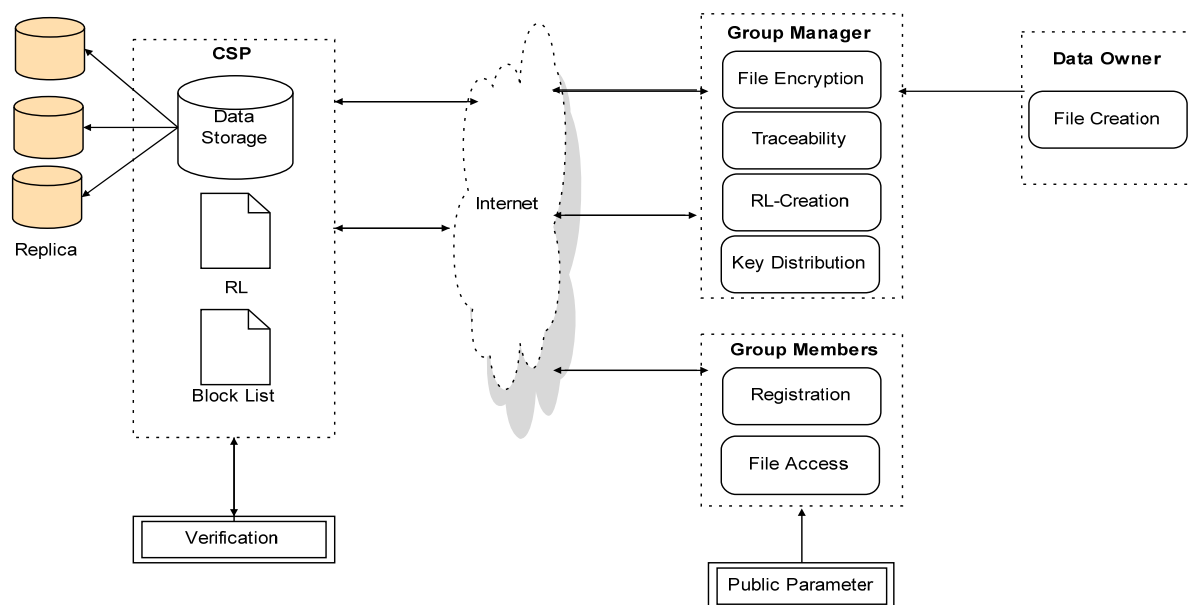 CSP
Data
Storage
RL
Block List
Replica
Verification
Internet
Group Manager
File Encryption
Traceability
RL-Creation
Key Distribution
Group Members
Registration
File Access
Public Parameter
Data Owner
File Creation